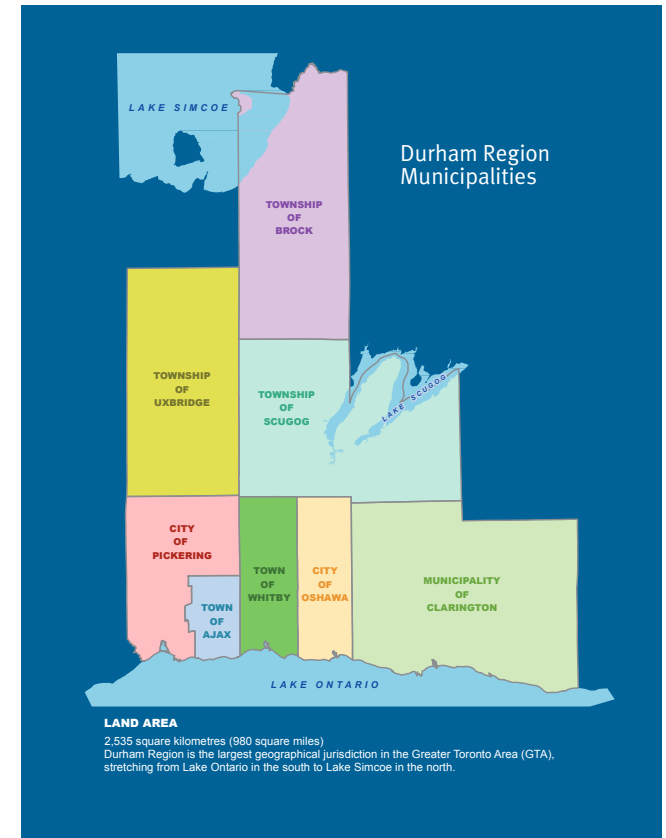 LAKE SIMCOE
Durham Region
Municipalities
TOWNSHIP
OF
BROCK
TOWNSHIP
OF
UXBRIDGE
TOWNSHIP
OF
SCUGOG
LAKE SCUGOG
CITY
OF
PICKERING
TOWN
OF
AJAX
TOWN
OF
WHITBY
CITY
OF
OSHAWA
MUNICIPALITY
OF
CLARINGTON
LAKE ONTARIO
LAND AREA
2,535 square kilometres (980 square miles)
Durham Region is the largest geographical jurisdiction in the Greater Toronto Area (GTA),
stretching from Lake Ontario in the south to Lake Simcoe in the north.